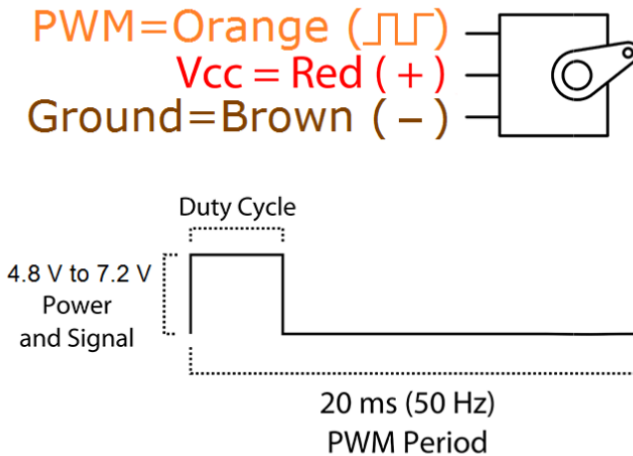 PWM=Orange ( )
Vcc = Red ( + )
Ground=Brown ( − )
Duty Cycle
4.8 V to 7.2 V
Power
and Signal
20 ms (50 Hz)
PWM Period